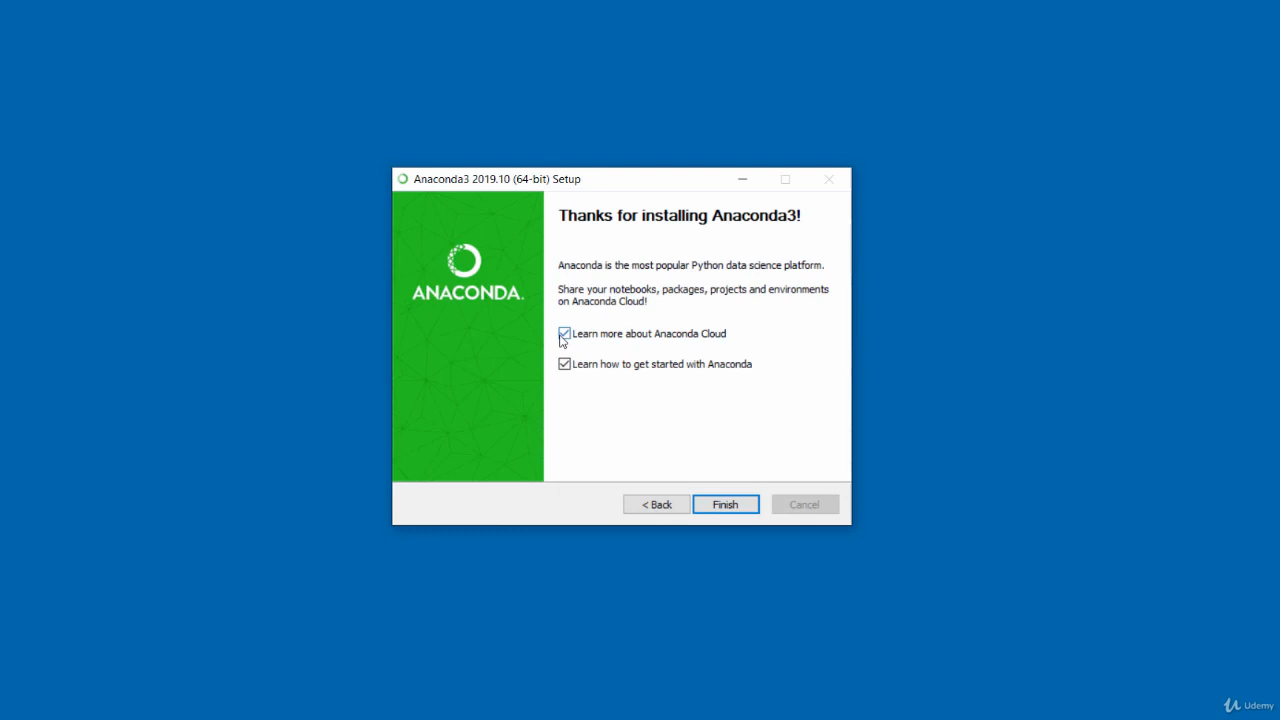 Anaconda3 2019.10 (64-bit) Setup
ANACONDA.
Thanks for installing Anaconda3!
Anaconda is the most popular Python data science platform.
Share your notebooks, packages, projects and environments
on Anaconda Cloud!
Learn more about Anaconda Cloud
Learn how to get started with Anaconda
< Back
Finish
Cancel
Udemy